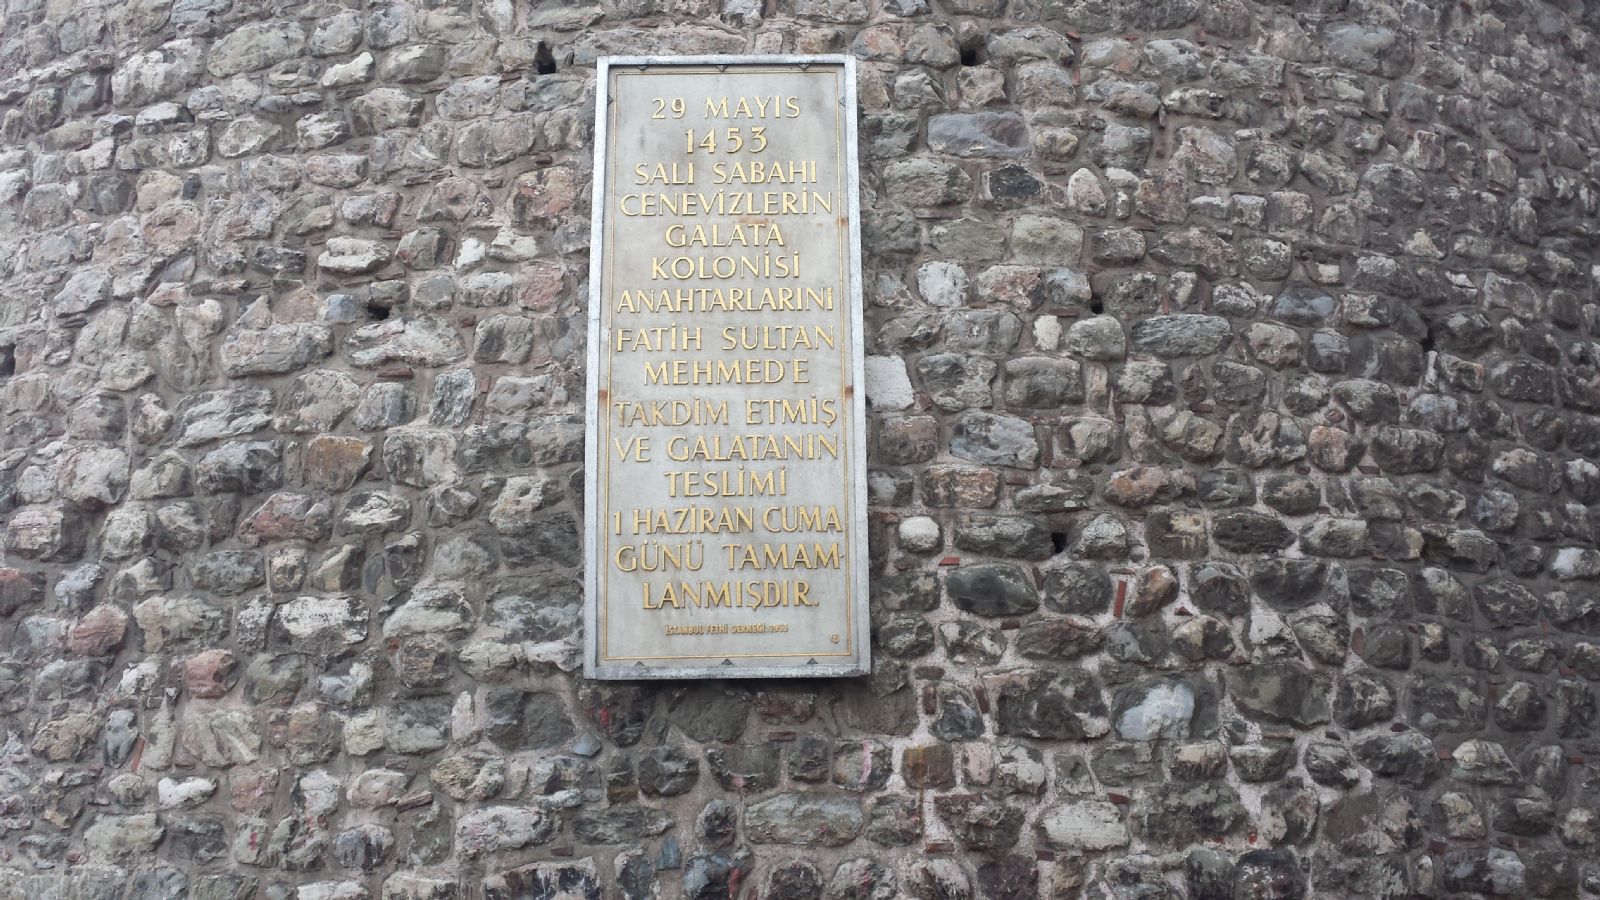 29 MAYIS
1453
SALI SABAHI
CENEVİZLERİN
GALATA
KOLONİSİ
ANAHTARLARINI
FATİH SULTAN
MEHMED'E
TAKDİM ETMİŞ
VE GALATANIN
TESLİMİ
1 HAZİRAN CUMA
GÜNÜ TAMAM-
LANMIŞDIR.
İSTANBUL FETHİ DERNEĞİ 1953